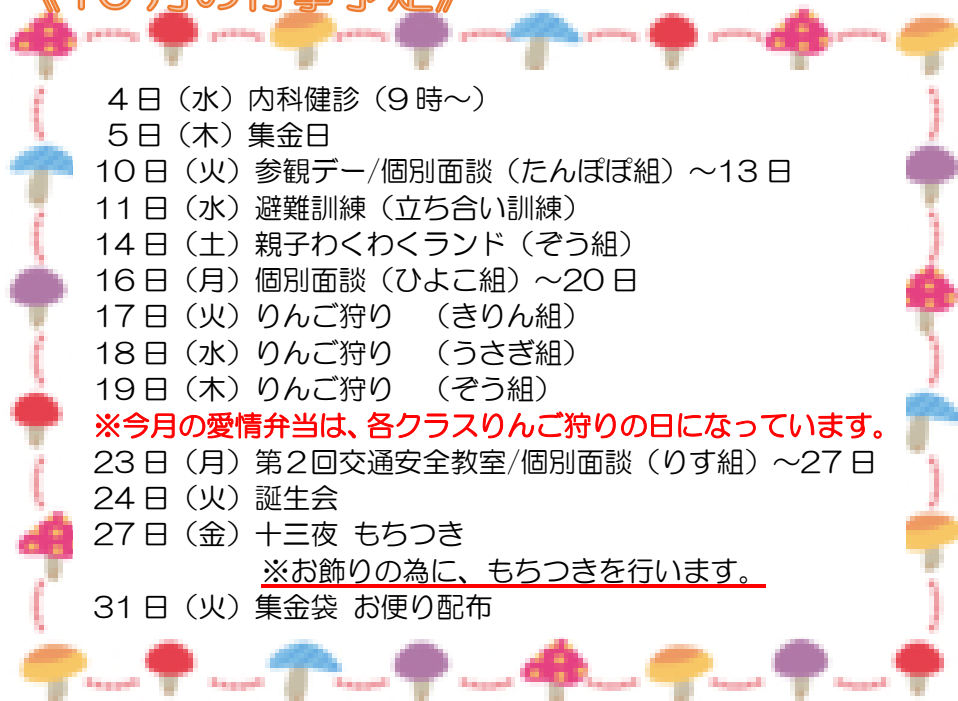 《10月の行事予定》
4日（水）内科健診（9時～）
5日（木）集金日
10日（火）参観デー/個別面談（たんぽぽ組）～13日
11日（水）避難訓練（立ち合い訓練）
14日（土）親子わくわくランド（ぞう組）
16日（月）個別面談（ひよこ組）～20日
17日（火）りんご狩り　（きりん組）
18日（水）りんご狩り　（うさぎ組）
19日（木）りんご狩り　（ぞう組）
※今月の愛情弁当は、各クラスりんご狩りの日になっています。
23日（月）第２回交通安全教室/個別面談（りす組）～27日
24日（火）誕生会
27日（金）十三夜 もちつき
※お飾りの為に、もちつきを行います。
31日（火）集金袋 お便り配布